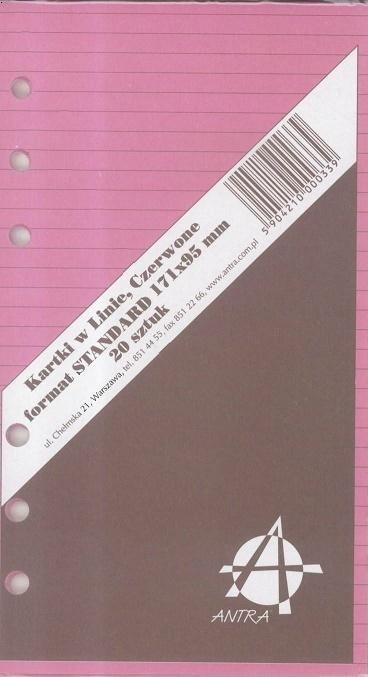 Kartki w Linie, Czerwone
format STANDARD 171x95 mm
20 sztuk
ul. Chełmska 21, Warszawa, tel. 851 44 55, fax 851 22 66, www.antra.com.pl
5 904210 000339
ANTRA